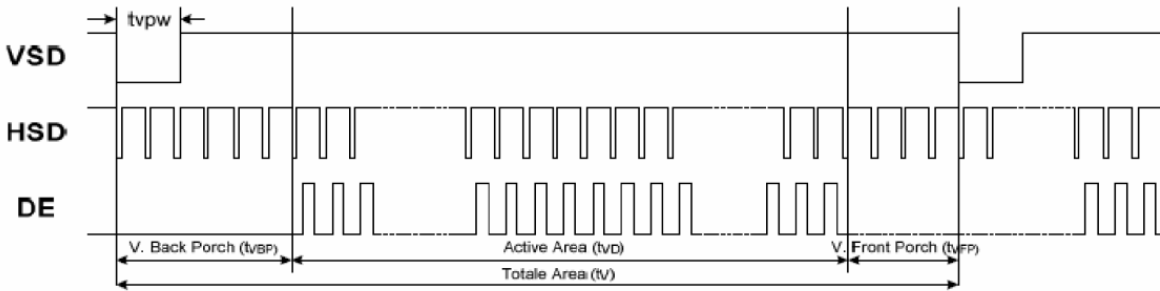 tvpw
VSD
HSD
DE
V. Back Porch (tVBP) Active Area (tVD) V. Front Porch (tVFP)
Totale Area (tV)